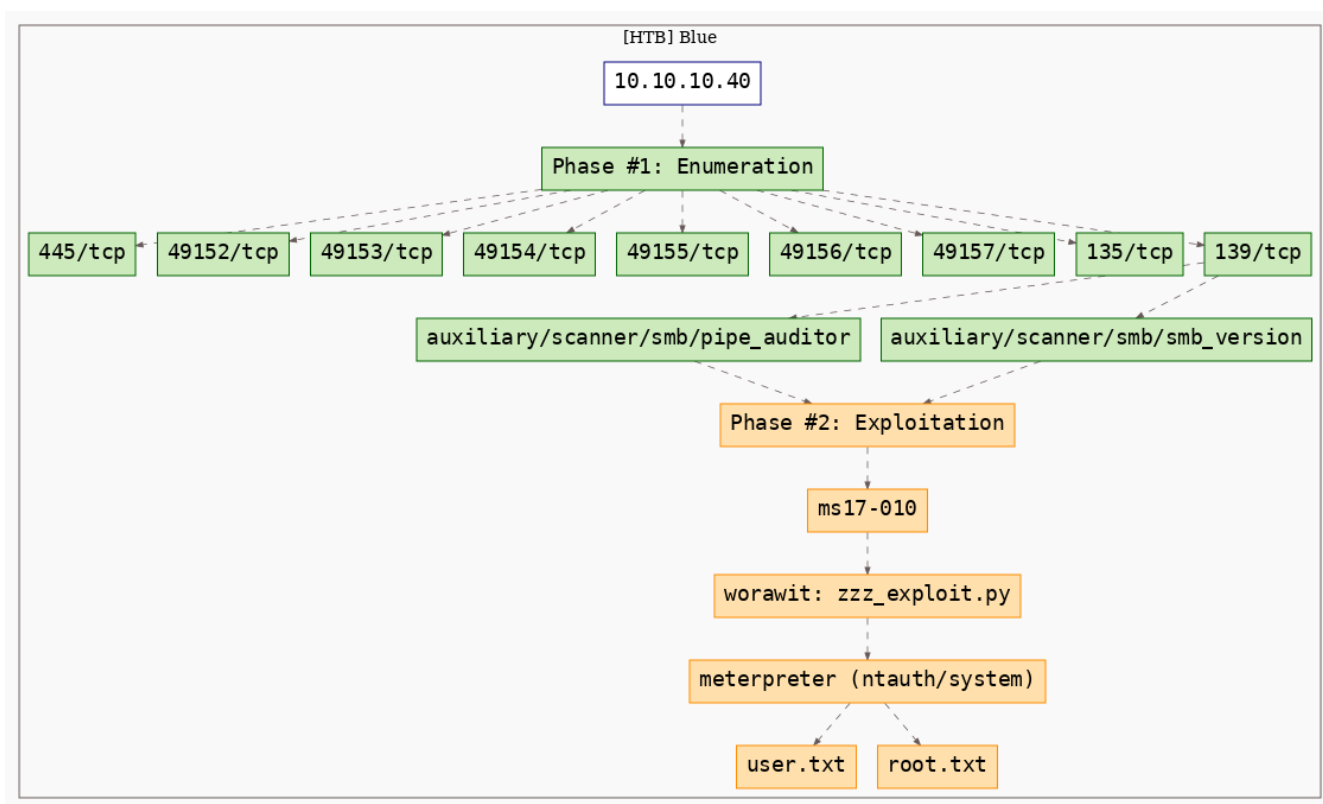 [HTB] Blue
10.10.10.40
Phase #1: Enumeration
445/tcp
49152/tcp
49153/tcp
49154/tcp
49155/tcp
49156/tcp
49157/tcp
135/tcp
139/tcp
auxiliary/scanner/smb/pipe_auditor
auxiliary/scanner/smb/smb_version
Phase #2: Exploitation
ms17-010
worawit: zzz_exploit.py
meterpreter (ntauth/system)
user.txt
root.txt